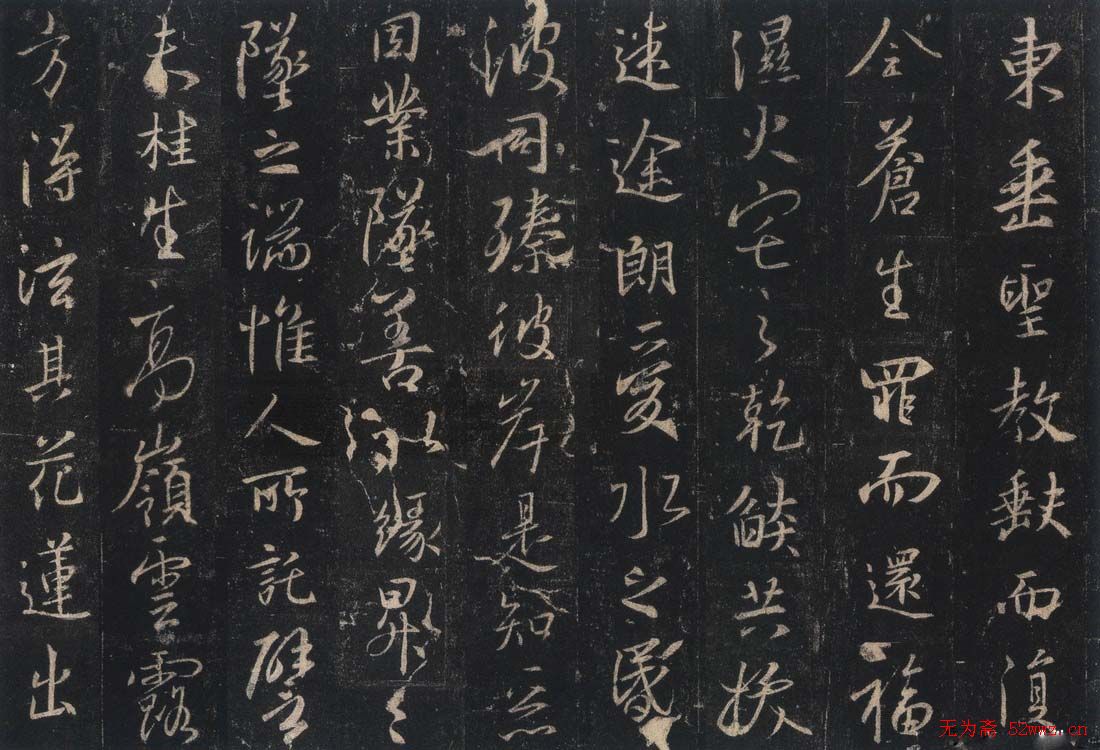 東垂聖教缺而復
全蒼生罪而還福
濕火宅之乾燄共拔
迷途朗愛水之昏
波同臻彼岸是知惡
因業墜善以緣昇々
墜之端惟人所託譬
夫桂生高嶺雲露
方得泫其花蓮出
无为斋 52wwz.cn